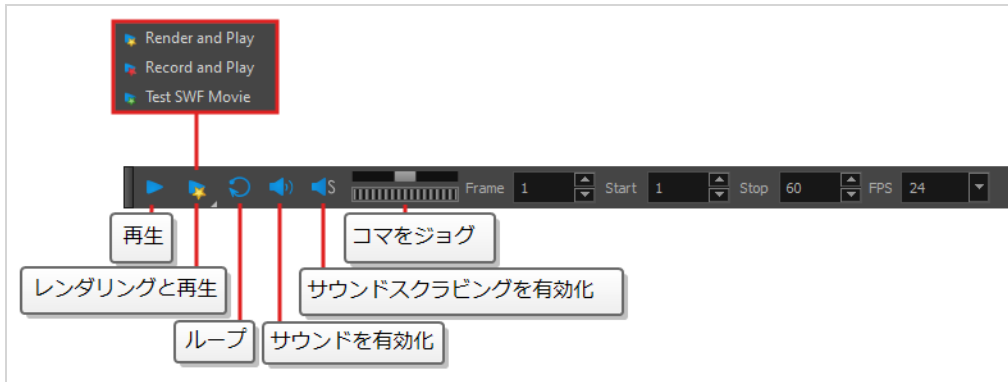 Render and Play
Record and Play
Test SWF Movie
S Frame 1 Start 1 Stop 60 FPS 24
再生
コマをジョグ
レンダリングと再生
サウンドスクラビングを有効化
ループ
サウンドを有効化